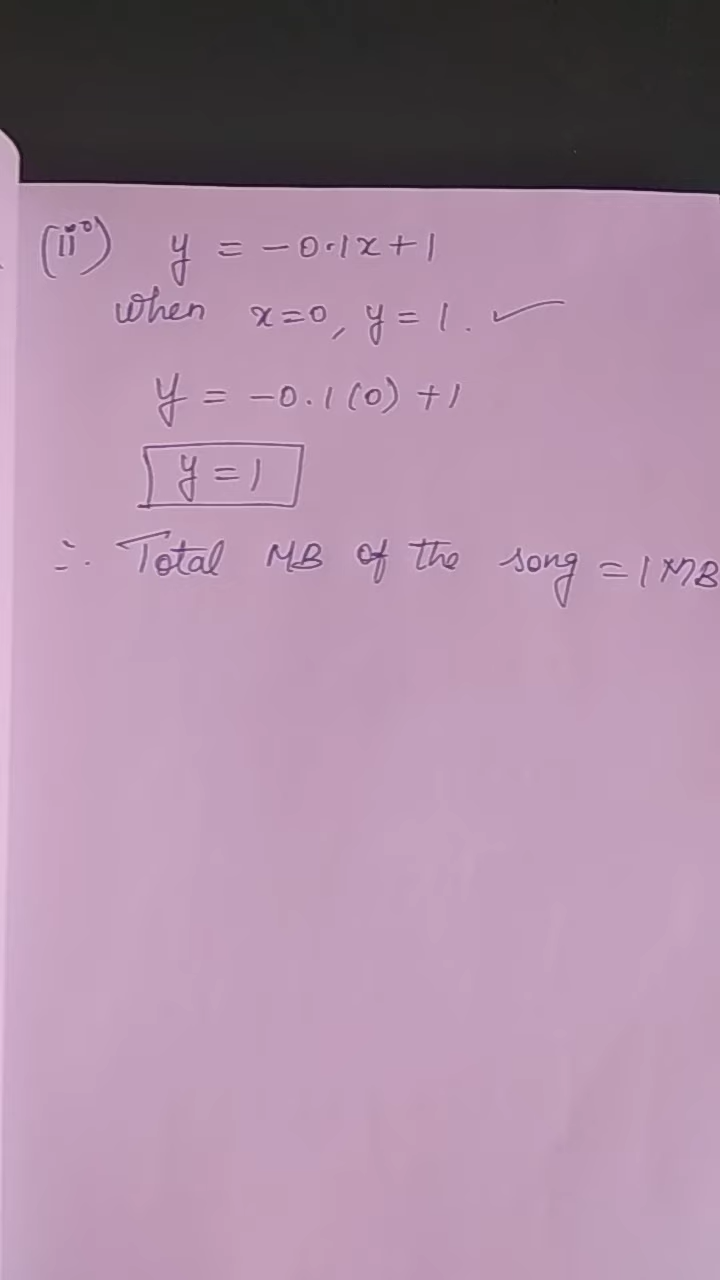 (ii) y = -0.1x+1
when x=0, y=1. ✓
y = -0.1(0)+1
y=1
∴ Total MB of the song = 1 MB